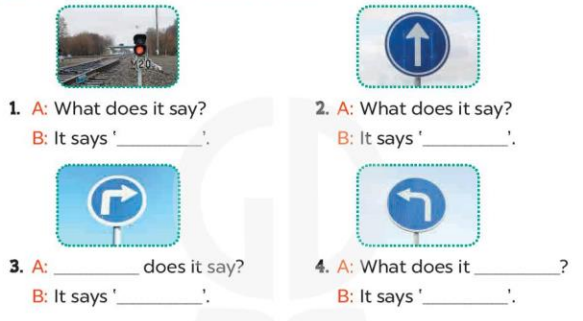 1. A: What does it say?
B: It says '_________'.
2. A: What does it say?
B: It says '_________'.
3. A: _________ does it say?
B: It says '_________'.
4. A: What does it _________?
B: It says '_________'.